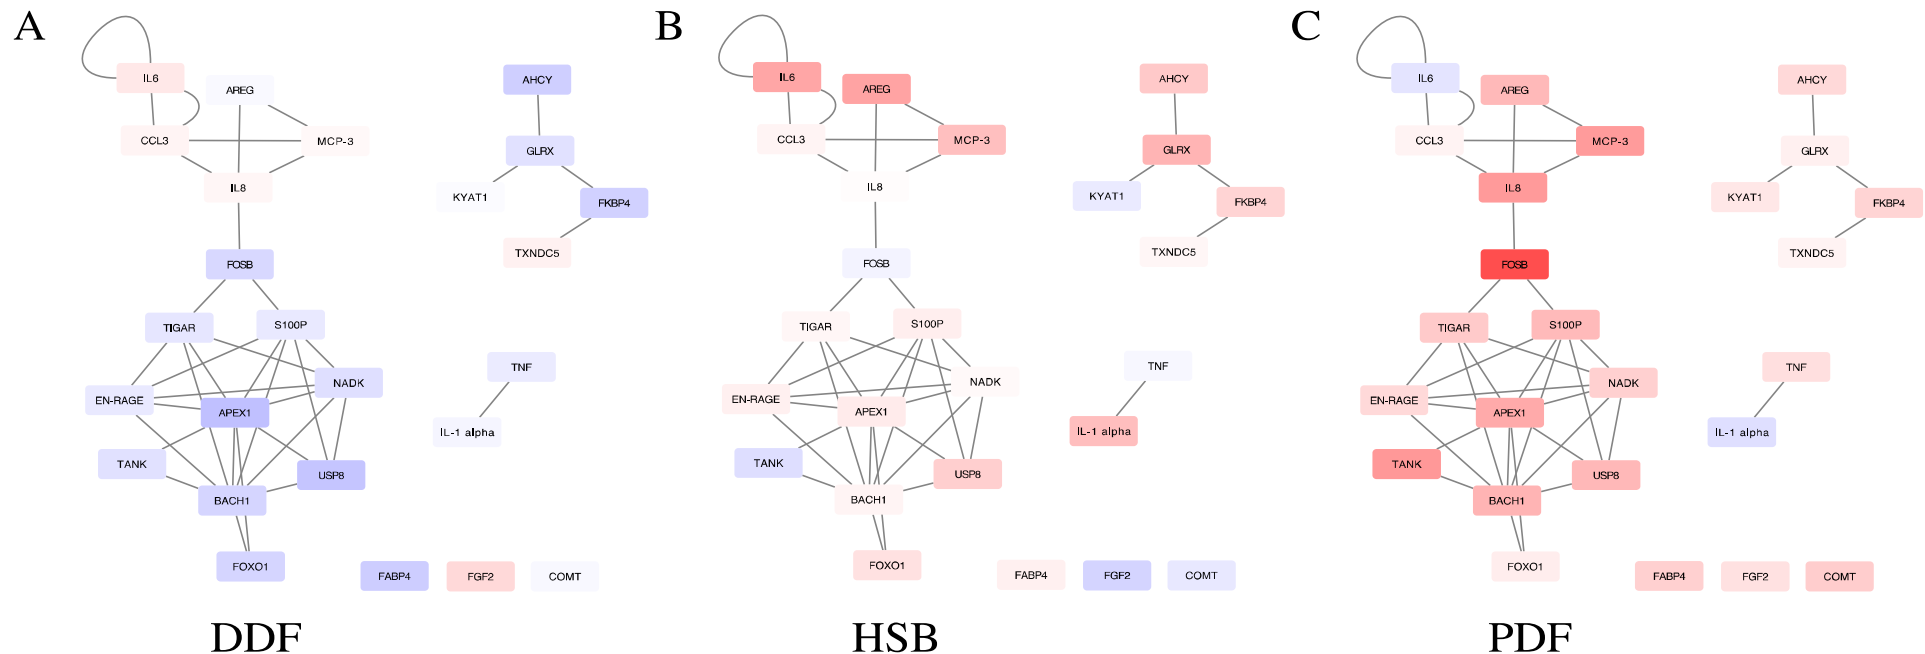 A
IL6
AREG
CCL3
MCP-3
IL8
FOSB
TIGAR
S100P
EN-RAGE
NADK
APEX1
TANK
USP8
BACH1
FOXO1
AHCY
GLRX
KYAT1
FKBP4
TXNDC5
TNF
IL-1 alpha
FABP4 FGF2 COMT
DDF
B
IL6
AREG
CCL3
MCP-3
IL8
FOSB
TIGAR
S100P
EN-RAGE
NADK
APEX1
TANK
USP8
BACH1
FOXO1
AHCY
GLRX
KYAT1
FKBP4
TXNDC5
TNF
IL-1 alpha
FABP4 FGF2 COMT
HSB
C
IL6
AREG
CCL3
MCP-3
IL8
FOSB
TIGAR
S100P
EN-RAGE
NADK
APEX1
TANK
USP8
BACH1
FOXO1
AHCY
GLRX
KYAT1
FKBP4
TXNDC5
TNF
IL-1 alpha
FABP4 FGF2 COMT
PDF